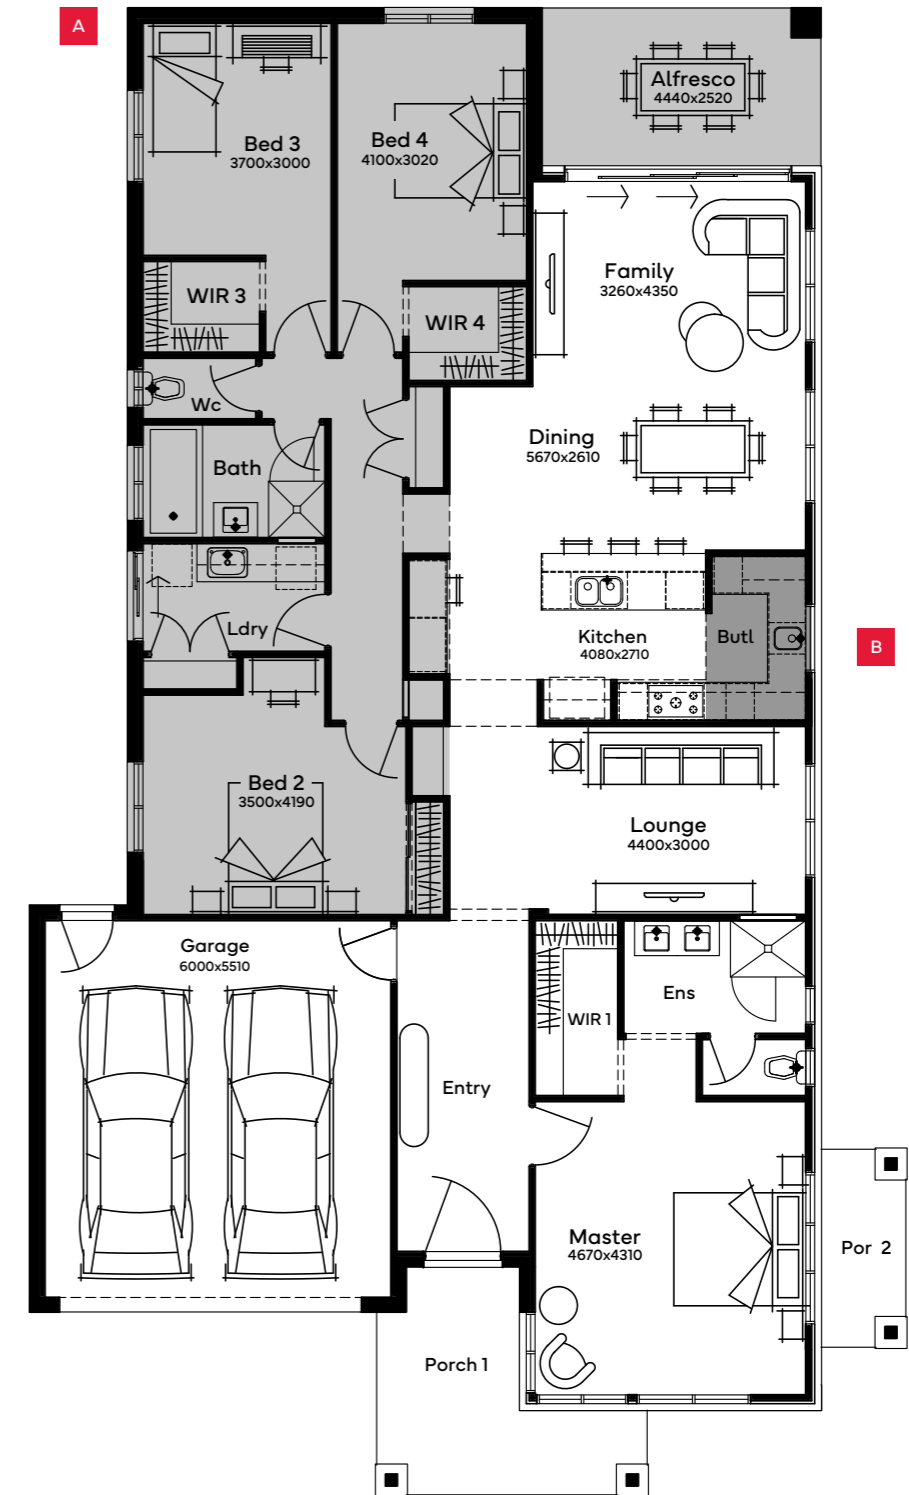 A
Alfresco
4440x2520
Bed 3
3700x3000
Bed 4
4100x3020
Family
3260x4350
WIR 3
WIR 4
Wc
Dining
5670x2610
Bath
Ldry
Kitchen
4080x2710
Butl
B
Bed 2
3500x4190
Lounge
4400x3000
Garage
6000x5510
Ens
WIR 1
Entry
Master
4670x4310
Por 2
Porch 1